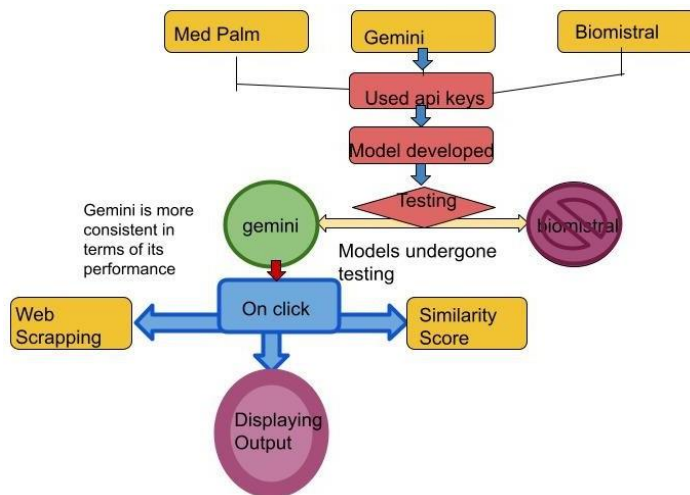 Med Palm
Gemini
Biomistral
Used api keys
Model developed
Testing
Gemini is more
consistent in
terms of its
performance
gemini
biomistral
Models undergone
testing
On click
Web
Scrapping
Similarity
Score
Displaying
Output